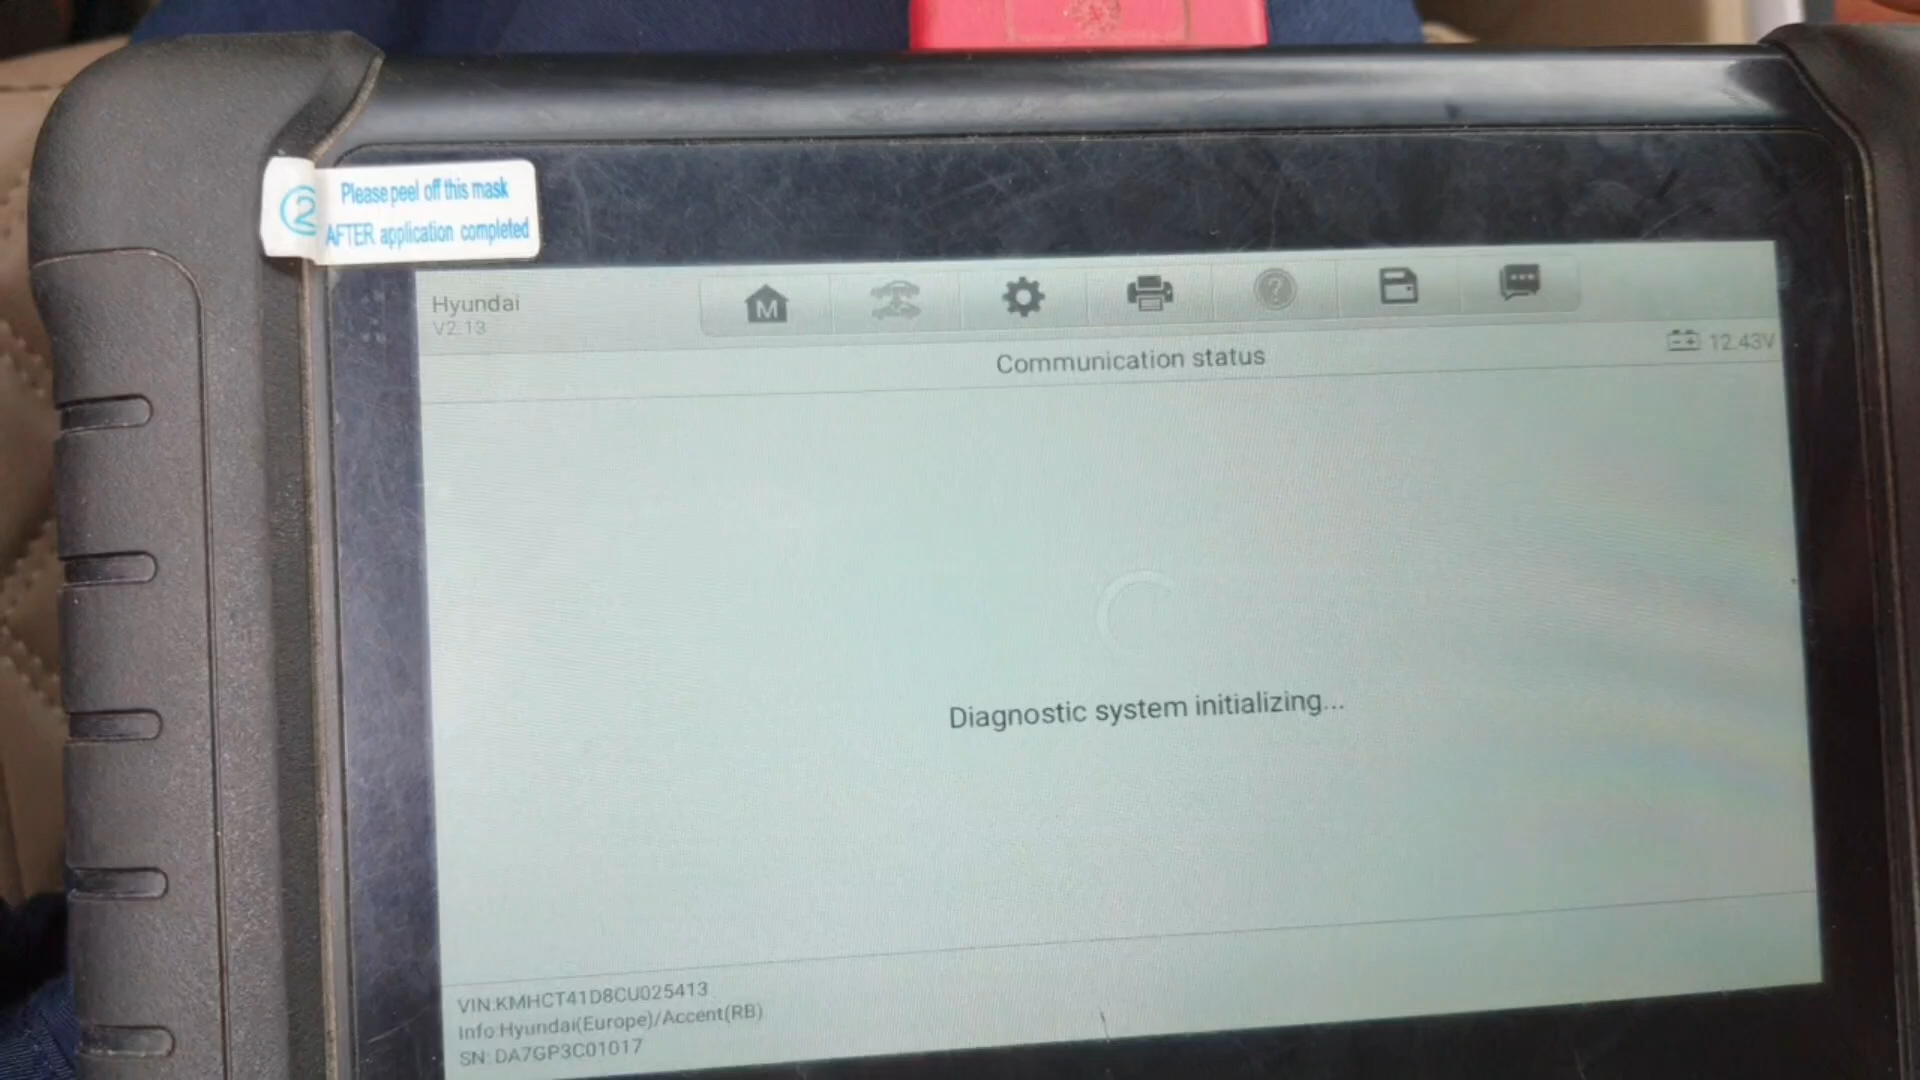 2
Please peel off this mask
AFTER application completed
Hyundai
V2.13
M
Communication status
12.43V
Diagnostic system initializing...
VIN:KMHCT41D8CU025413
Info:Hyundai(Europe)/Accent(RB)
SN: DA7GP3C01017